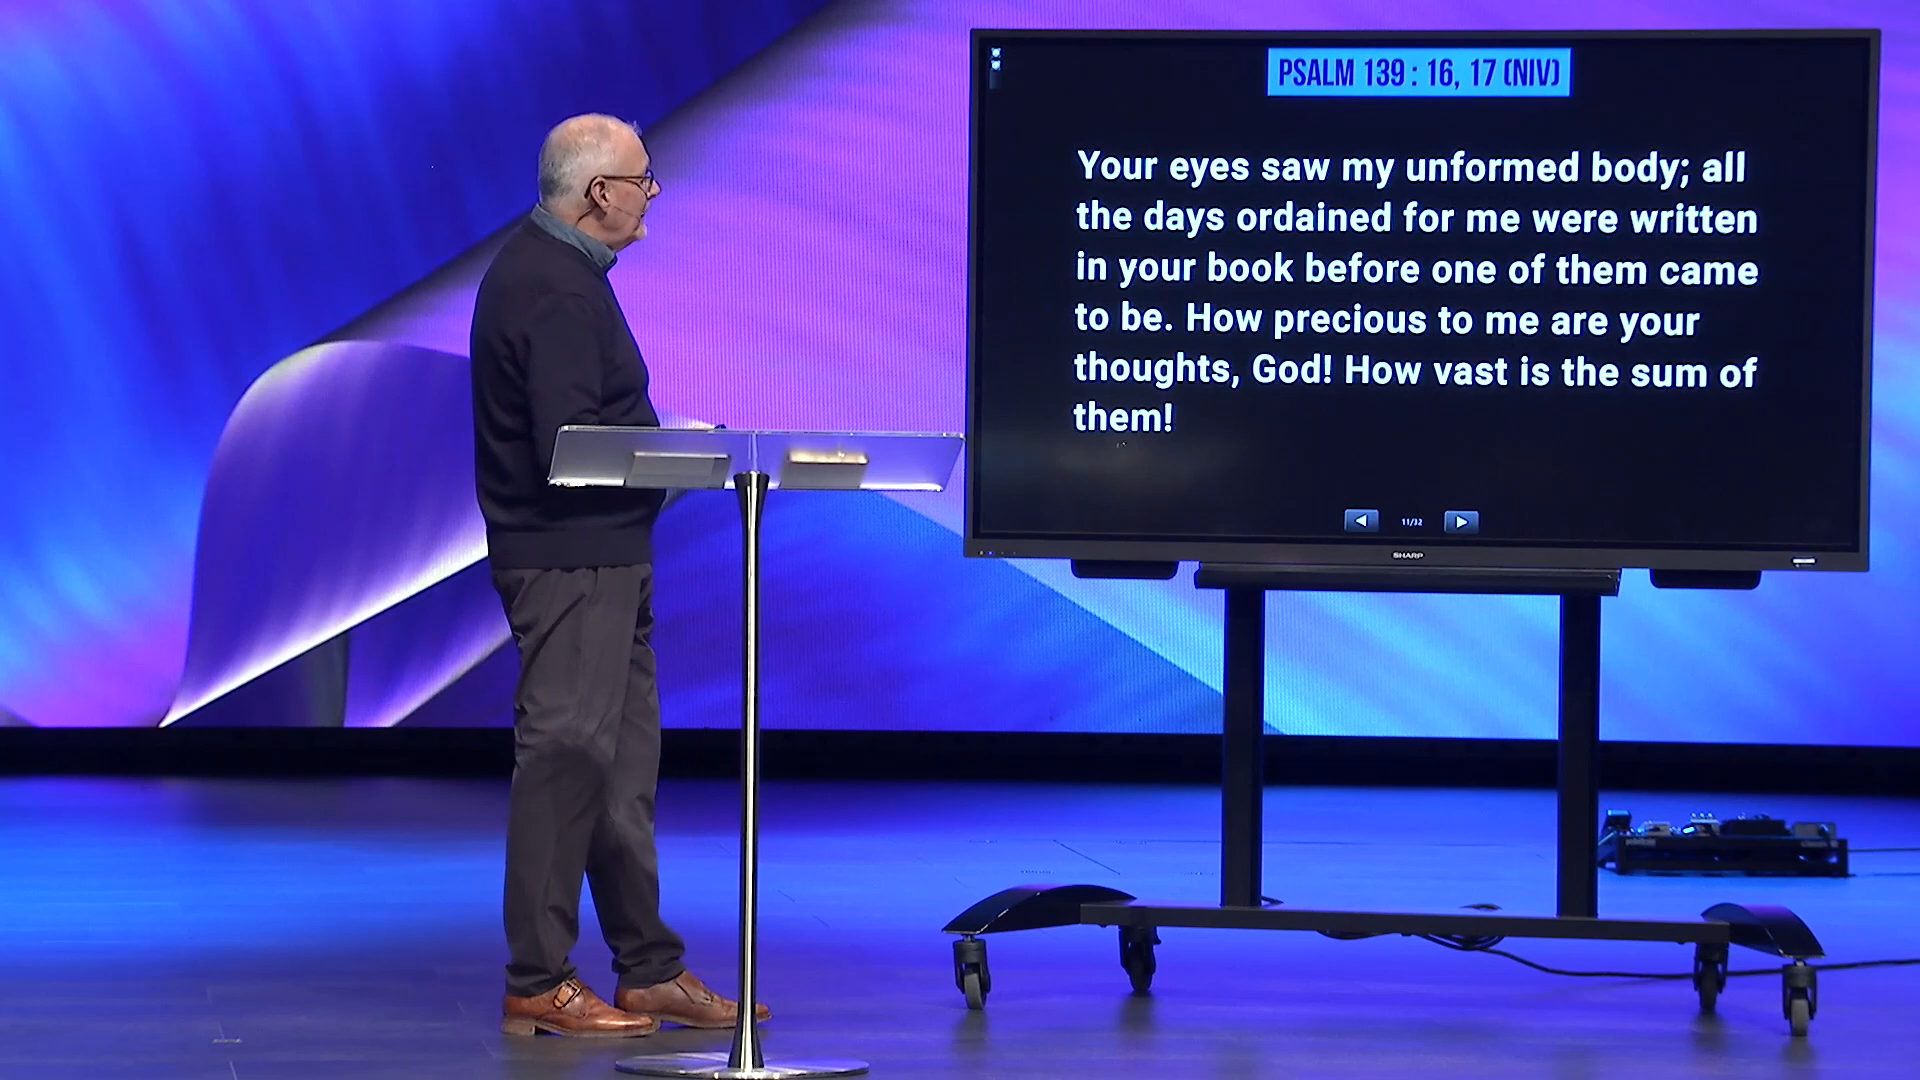 PSALM 139 : 16, 17 (NIV)
Your eyes saw my unformed body; all
the days ordained for me were written
in your book before one of them came
to be. How precious to me are your
thoughts, God! How vast is the sum of
them!
11/32
SHARP